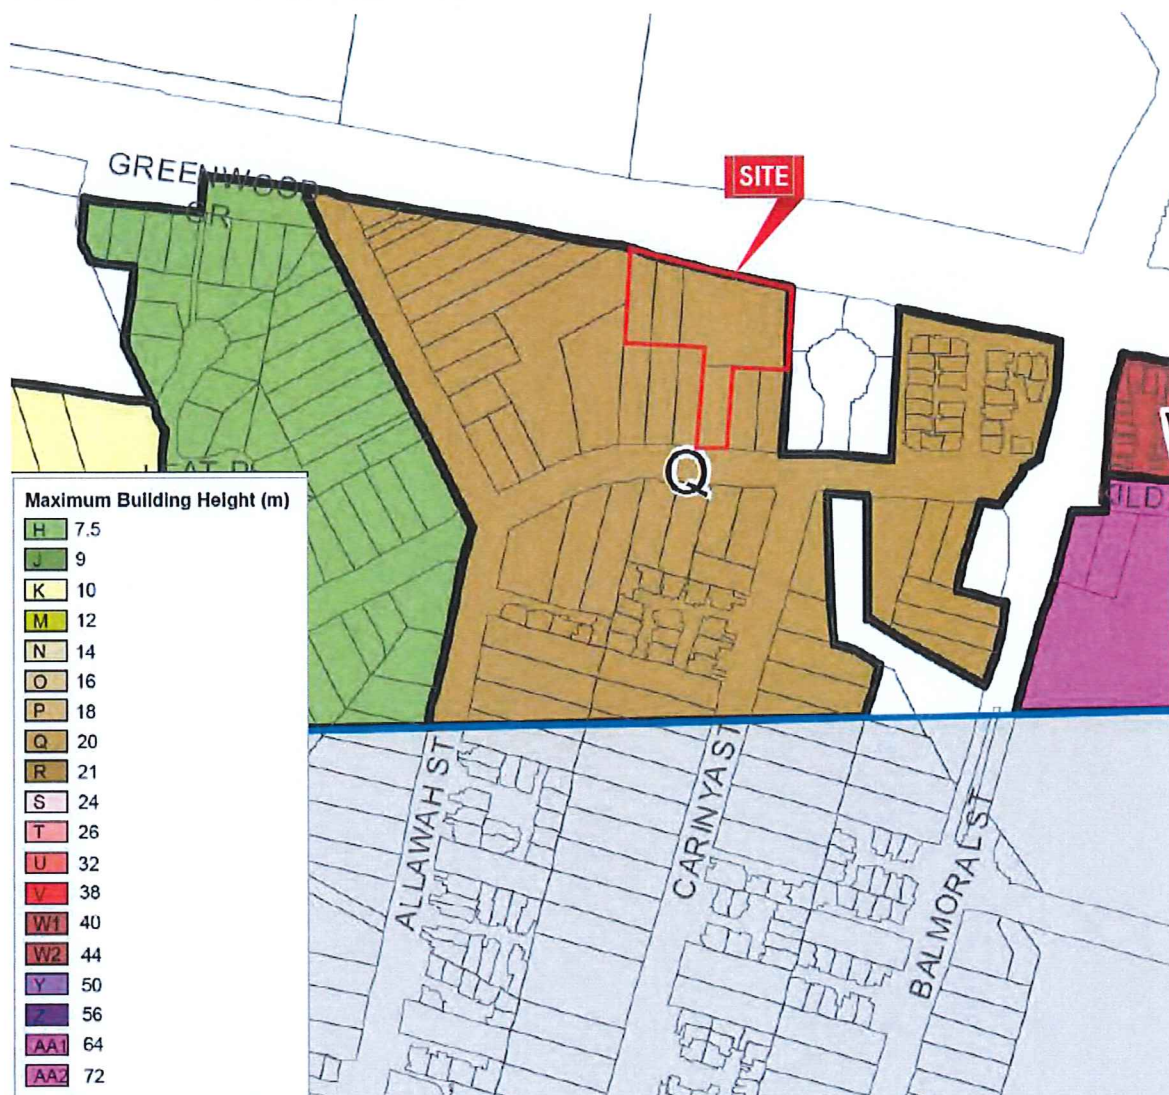 GREENWOOD
GR
SITE
Q
KILD
Maximum Building Height (m)
H 7.5
J 9
K 10
M 12
N 14
O 16
P 18
Q 20
R 21
S 24
T 26
U 32
V 38
W1 40
W2 44
Y 50
Z 56
AA1 64
AA2 72
ALLAWAH ST
CARINYA ST
BALMORAL ST